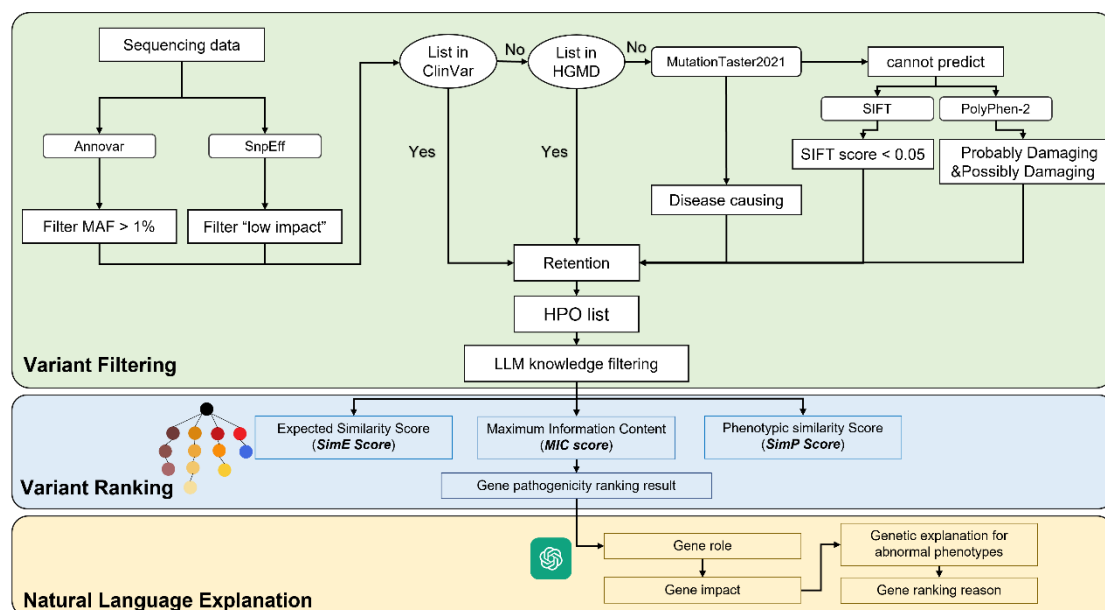 Sequencing data
List in
ClinVar
No
List in
HGMD
No
MutationTaster2021
cannot predict
Annovar
SnpEff
SIFT
PolyPhen-2
Yes
Yes
SIFT score < 0.05
Probably Damaging
&Possibly Damaging
Filter MAF > 1%
Filter “low impact”
Disease causing
Retention
HPO list
LLM knowledge filtering
Variant Filtering
Expected Similarity Score
(SimE Score)
Maximum Information Content
(MIC score)
Phenotypic similarity Score
(SimP Score)
Gene pathogenicity ranking result
Variant Ranking
Gene role
Gene impact
Genetic explanation for
abnormal phenotypes
Gene ranking reason
Natural Language Explanation